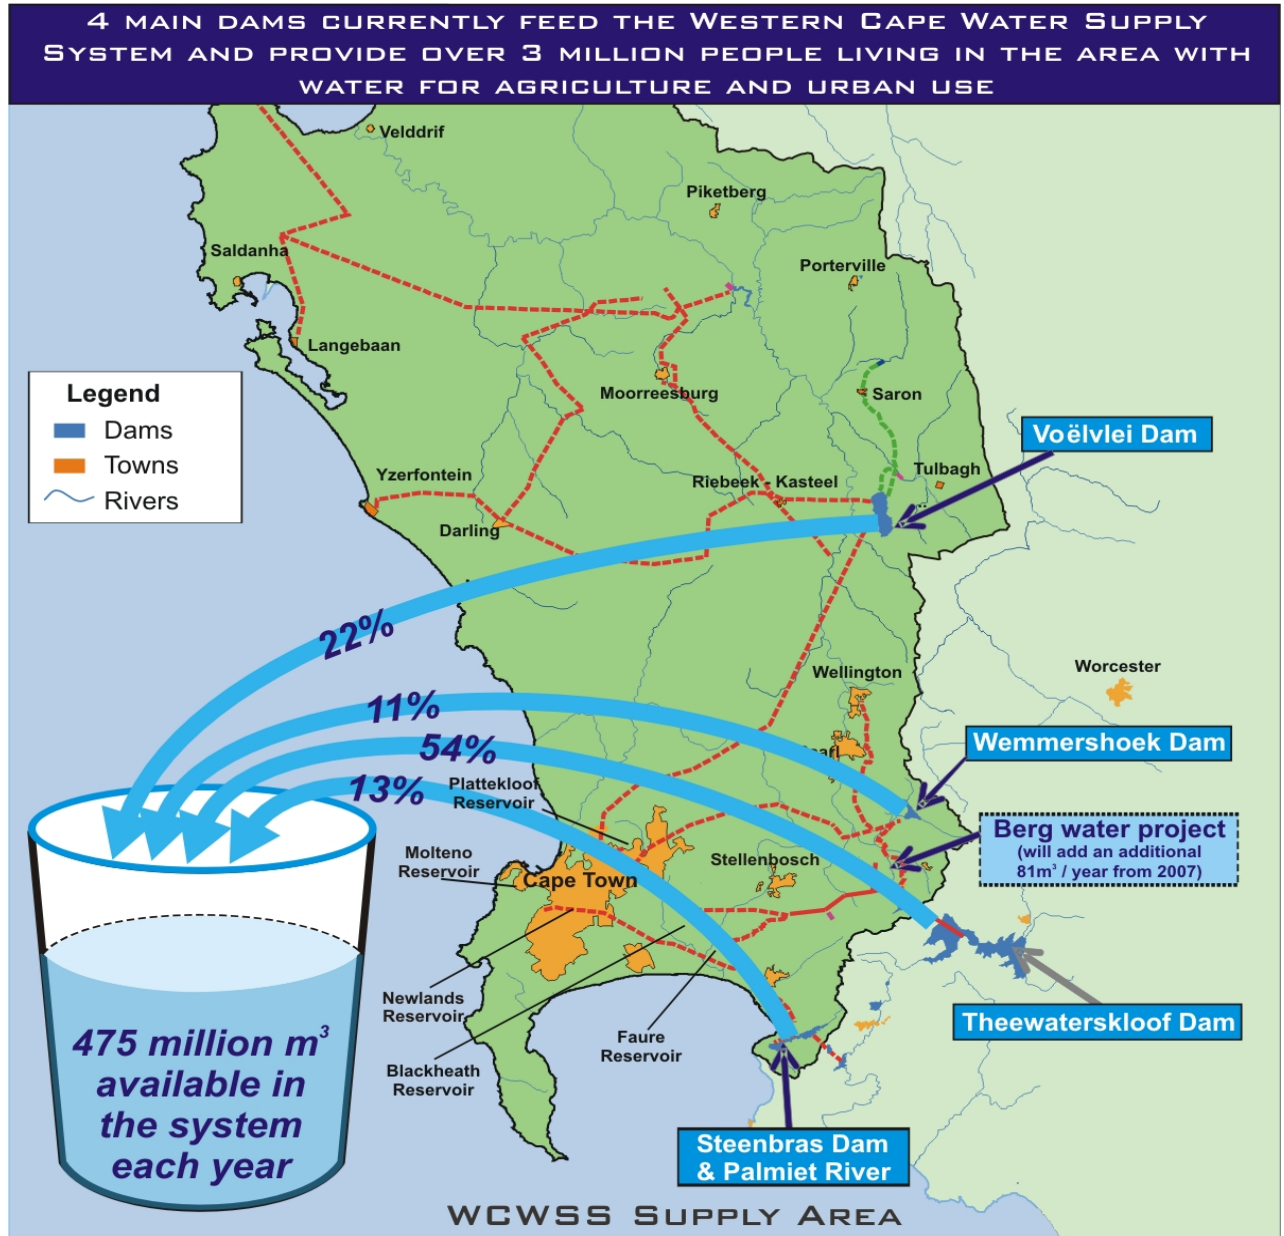 4 MAIN DAMS CURRENTLY FEED THE WESTERN CAPE WATER SUPPLY
SYSTEM AND PROVIDE OVER 3 MILLION PEOPLE LIVING IN THE AREA WITH
WATER FOR AGRICULTURE AND URBAN USE
Velddrif
Piketberg
Saldanha
Porterville
Langebaan
Legend
Dams
Towns
Rivers
Moorreesburg
Saron
Voëlvlei Dam
Yzerfontein
Riebeek - Kasteel
Tulbagh
Darling
22%
Wellington
Worcester
11%
54%
13%
Wemmershoek Dam
Plattekloof
Reservoir
Berg water project
(will add an additional
81m³ / year from 2007)
Molteno
Reservoir
Cape Town
Stellenbosch
Newlands
Reservoir
Blackheath
Reservoir
Faure
Reservoir
Theewaterskloof Dam
475 million m³
available in
the system
each year
Steenbras Dam
& Palmiet River
WCWSS SUPPLY AREA